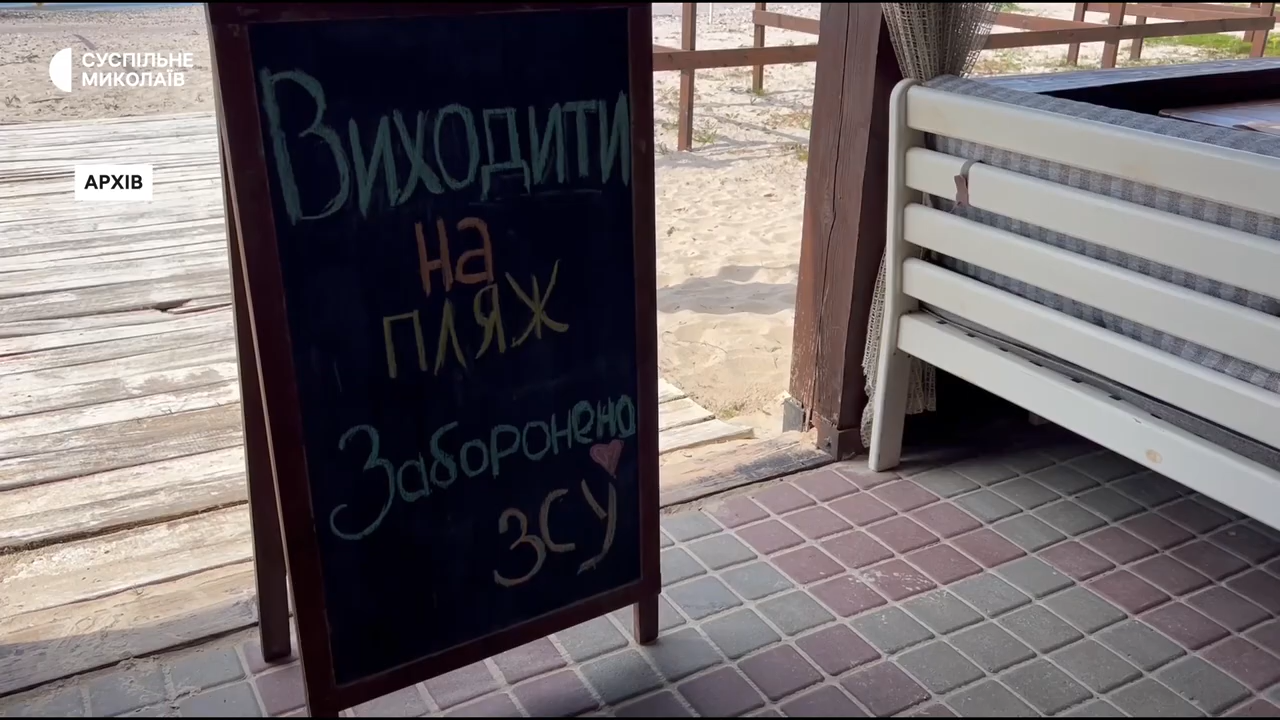 СУСПІЛЬНЕ
МИКОЛАЇВ
АРХІВ
Виходити
на
пляж
Заборонено
ЗСУ